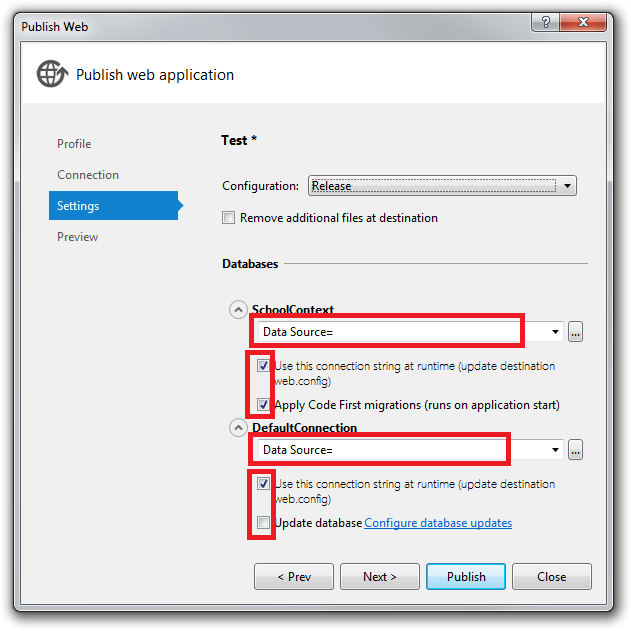 Publish Web
?
Publish web application
Profile
Connection
Settings
Preview
Test *
Configuration: Release
Remove additional files at destination
Databases
SchoolContext
Data Source=
...
Use this connection string at runtime (update destination
web.config)
Apply Code First migrations (runs on application start)
DefaultConnection
Data Source=
...
Use this connection string at runtime (update destination
web.config)
Update database Configure database updates
< Prev
Next >
Publish
Close